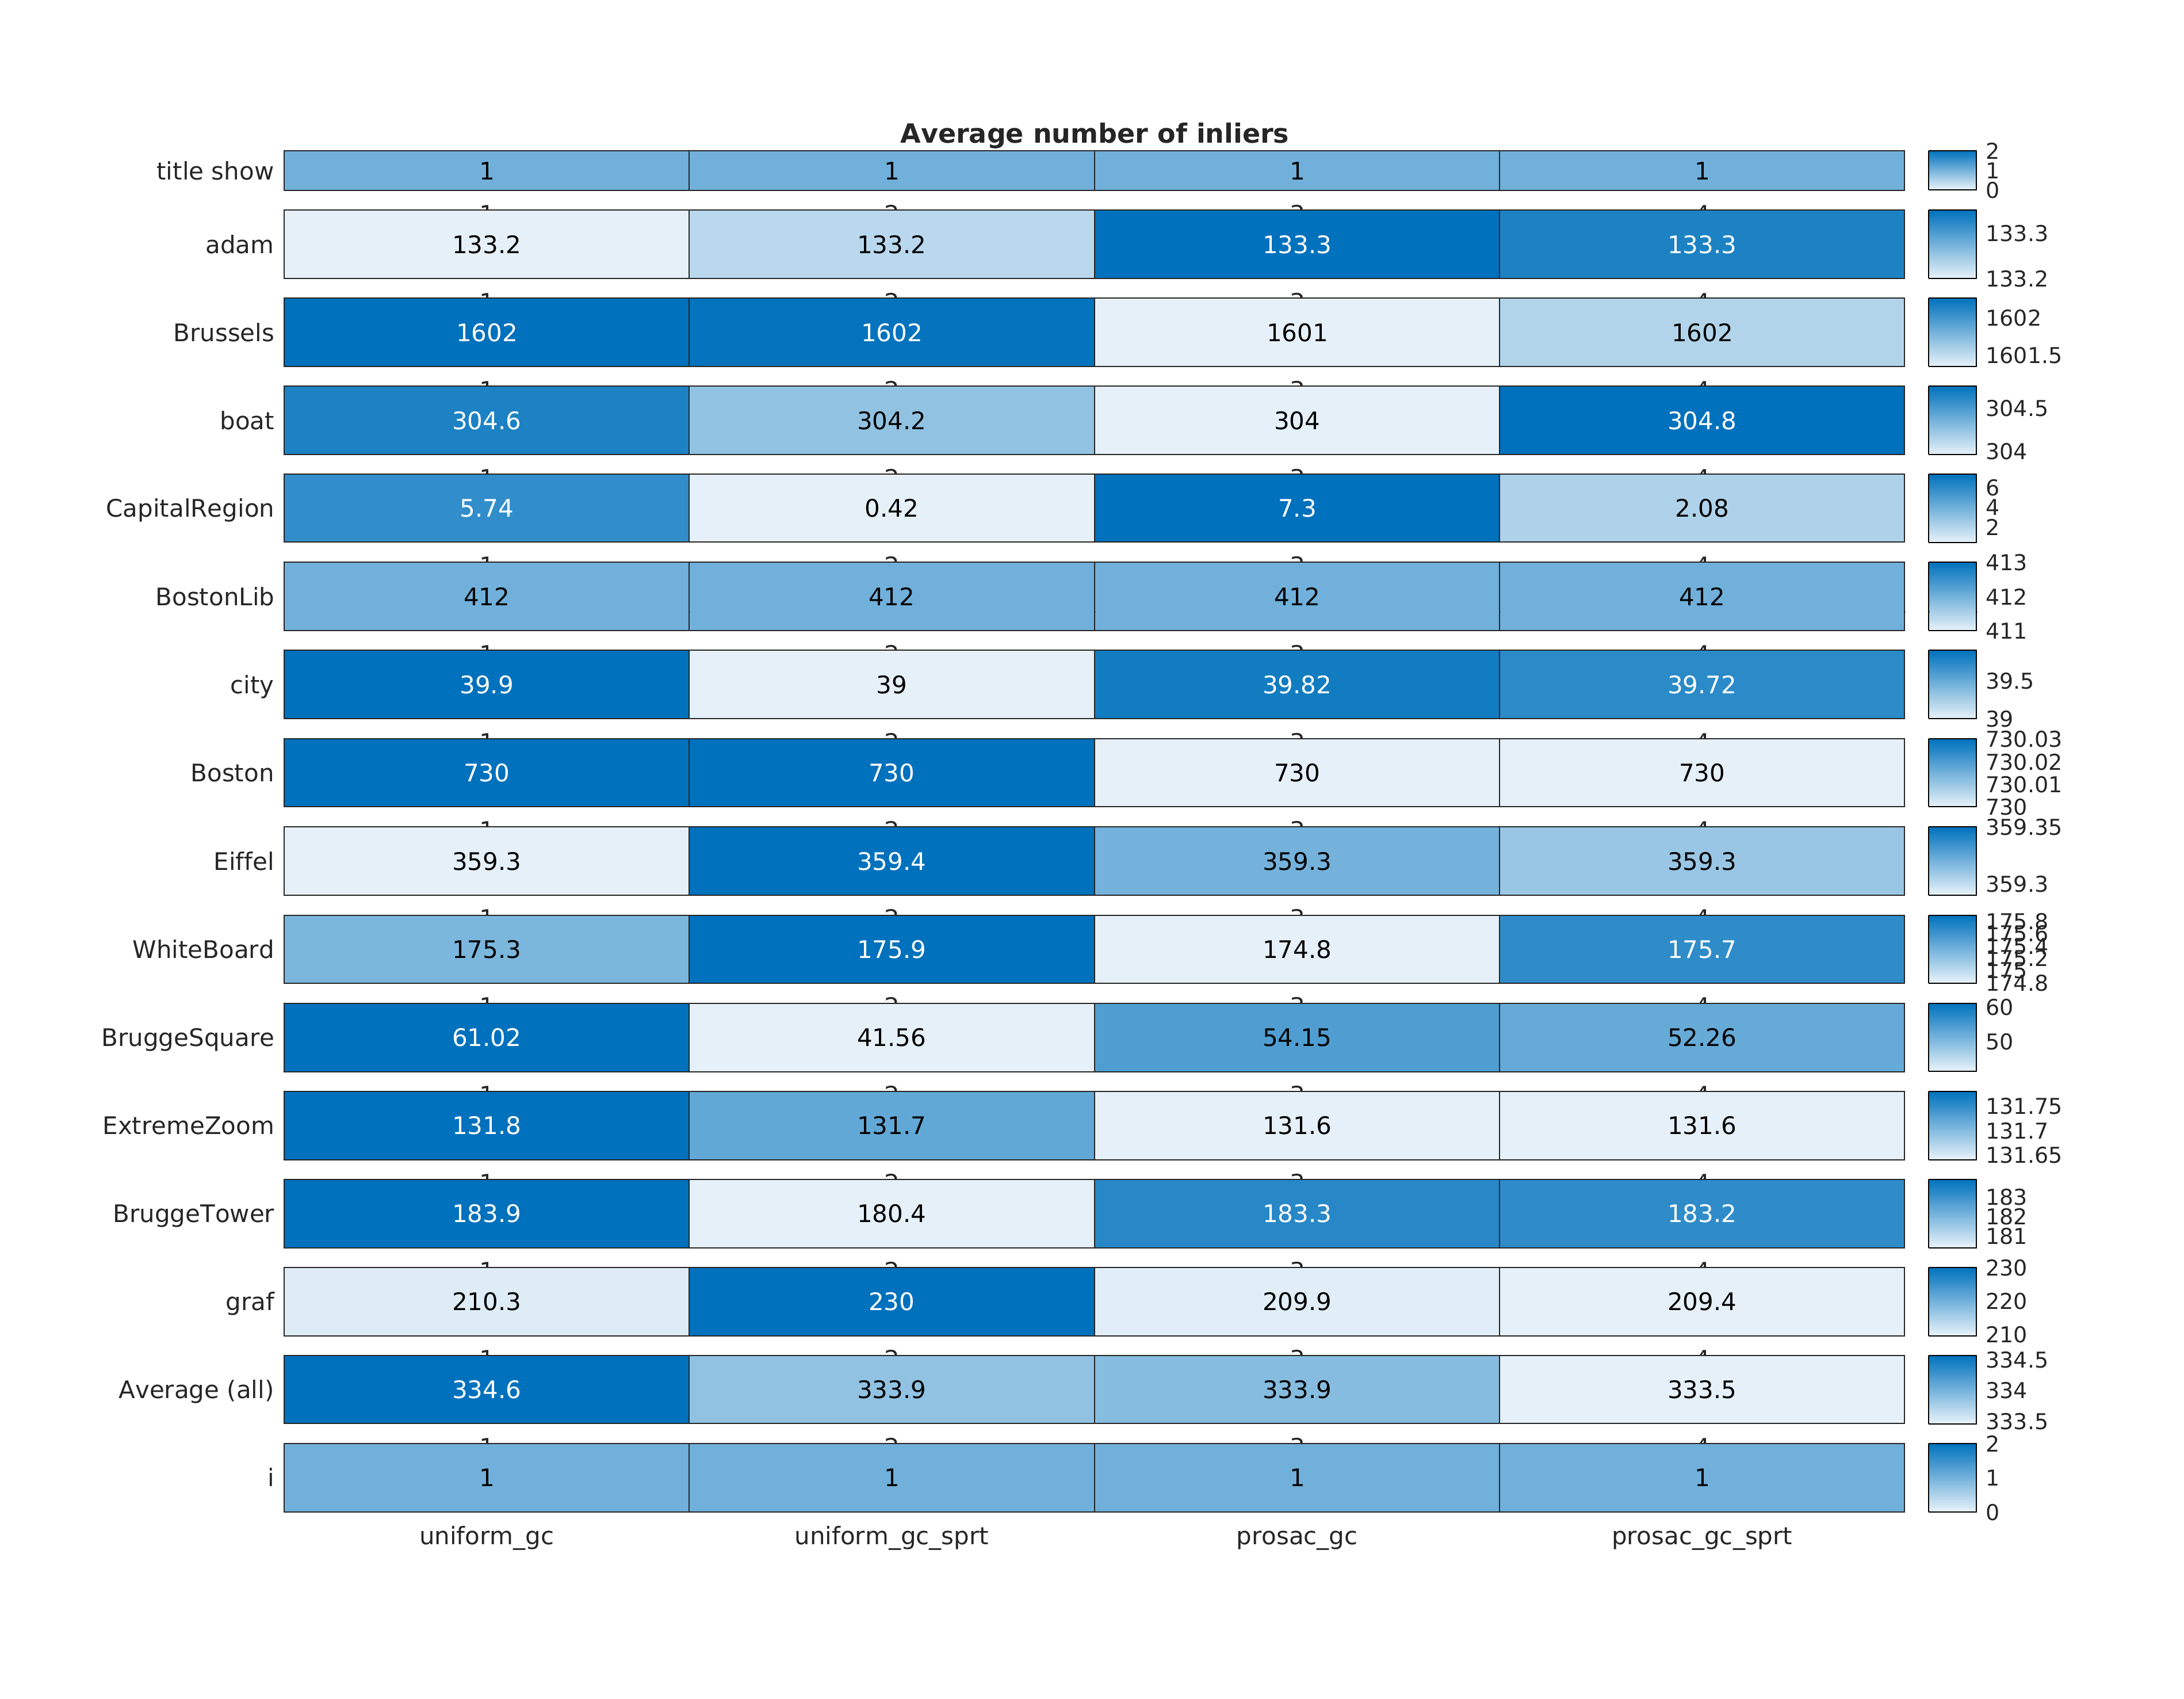 Average number of inliers
title show 1 1 1 1 2 1 0
adam 133.2 133.2 133.3 133.3 133.3 133.2
Brussels 1602 1602 1601 1602 1602 1601.5
boat 304.6 304.2 304 304.8 304.5 304
CapitalRegion 5.74 0.42 7.3 2.08 6 4 2
BostonLib 412 412 412 412 413 412 411
city 39.9 39 39.82 39.72 39.5 39
Boston 730 730 730 730 730.03 730.02 730.01 730
Eiffel 359.3 359.4 359.3 359.3 359.35 359.3
WhiteBoard 175.3 175.9 174.8 175.7 175.8 175.6 175.4 175.2 175 174.8
BruggeSquare 61.02 41.56 54.15 52.26 60 50
ExtremeZoom 131.8 131.7 131.6 131.6 131.75 131.7 131.65
BruggeTower 183.9 180.4 183.3 183.2 183 182 181
graf 210.3 230 209.9 209.4 230 220 210
Average (all) 334.6 333.9 333.9 333.5 334.5 334 333.5
i 1 1 1 1 2 1 0
uniform_gc uniform_gc_sprt prosac_gc prosac_gc_sprt